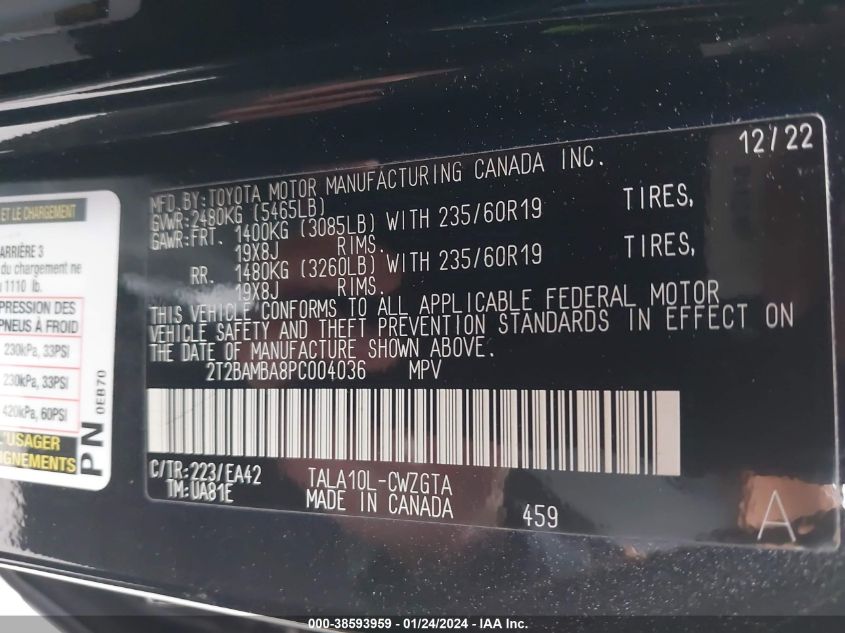 ET LE CHARGEMENT
ARRIÈRE 3
du chargement ne
1110 lb.
PRESSION DES
PNEUS À FROID
230kPa, 33PSI
230kPa, 33PSI
420kPa, 60PSI
L'USAGER
PN
0EB70
12/22
MFD. BY: TOYOTA MOTOR MANUFACTURING CANADA INC.
GVWR: 2480KG (5465LB)
GAWR: FRT. 1400KG (3085LB) WITH 235/60R19 TIRES,
19X8J RIMS.
RR. 1480KG (3260LB) WITH 235/60R19 TIRES,
19X8J RIMS.
THIS VEHICLE CONFORMS TO ALL APPLICABLE FEDERAL MOTOR
VEHICLE SAFETY AND THEFT PREVENTION STANDARDS IN EFFECT ON
THE DATE OF MANUFACTURE SHOWN ABOVE.
2T2BAMBA8PC004036 MPV
C/TR: 223/EA42 TALA10L-CWZGTA
TM: UA81E MADE IN CANADA
459
A
000-38593959 - 01/24/2024 - IAA Inc.